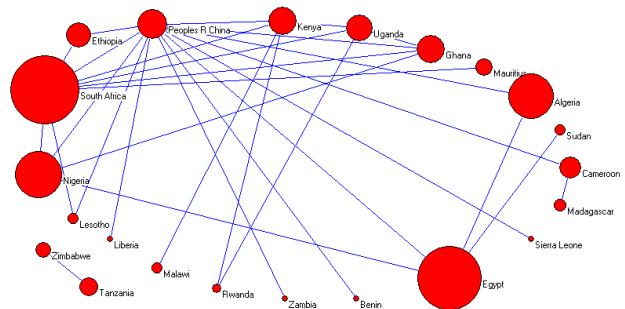 Peoples R China
Kenya
Uganda
Ethiopia
Ghana
Mauritius
South Africa
Algeria
Sudan
Cameroon
Nigeria
Madagascar
Lesotho
Liberia
Sierra Leone
Zimbabwe
Malawi
Tanzania
Rwanda
Zambia
Benin
Egypt